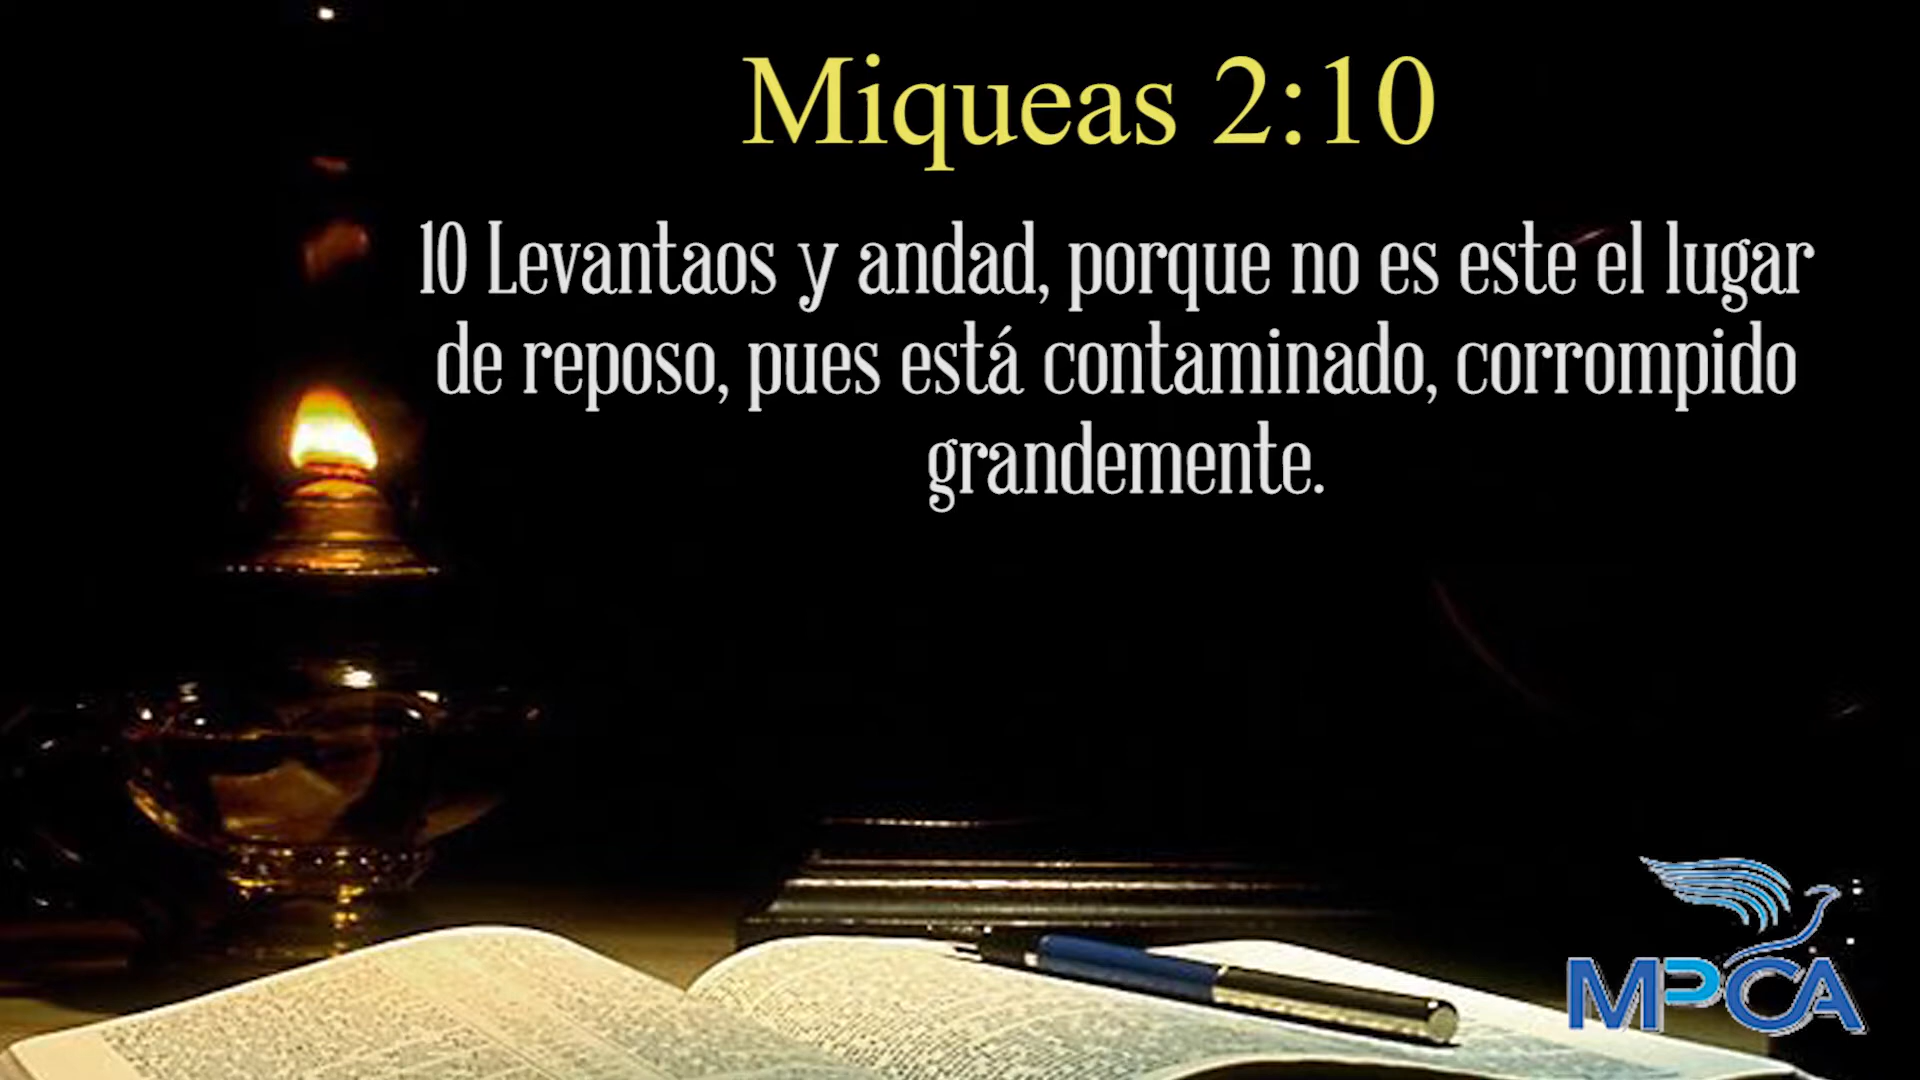 Miqueas 2:10
10 Levantaos y andad, porque no es este el lugar
de reposo, pues está contaminado, corrompido
grandemente.
MPCA